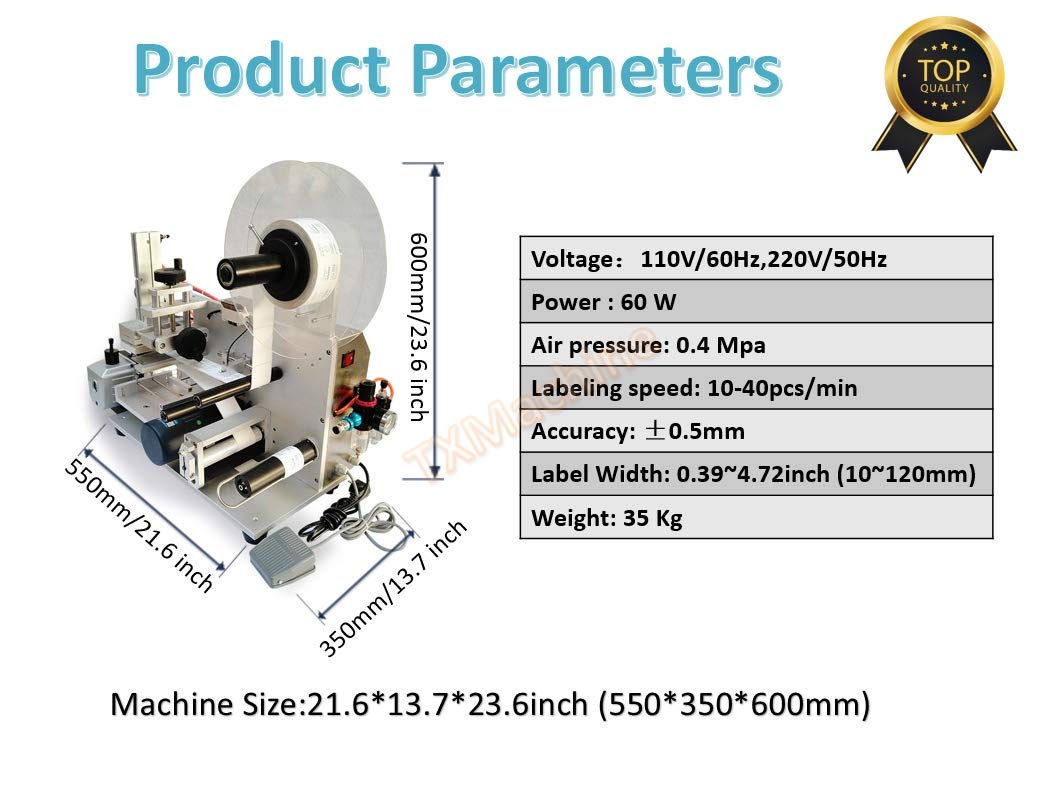 Product Parameters
TOP
QUALITY
600mm/23.6 inch
Voltage： 110V/60Hz,220V/50Hz
Power : 60 W
Air pressure: 0.4 Mpa
Labeling speed: 10-40pcs/min
Accuracy: ±0.5mm
Label Width: 0.39~4.72inch (10~120mm)
Weight: 35 Kg
TXMachine
550mm/21.6 inch
350mm/13.7 inch
Machine Size:21.6*13.7*23.6inch (550*350*600mm)